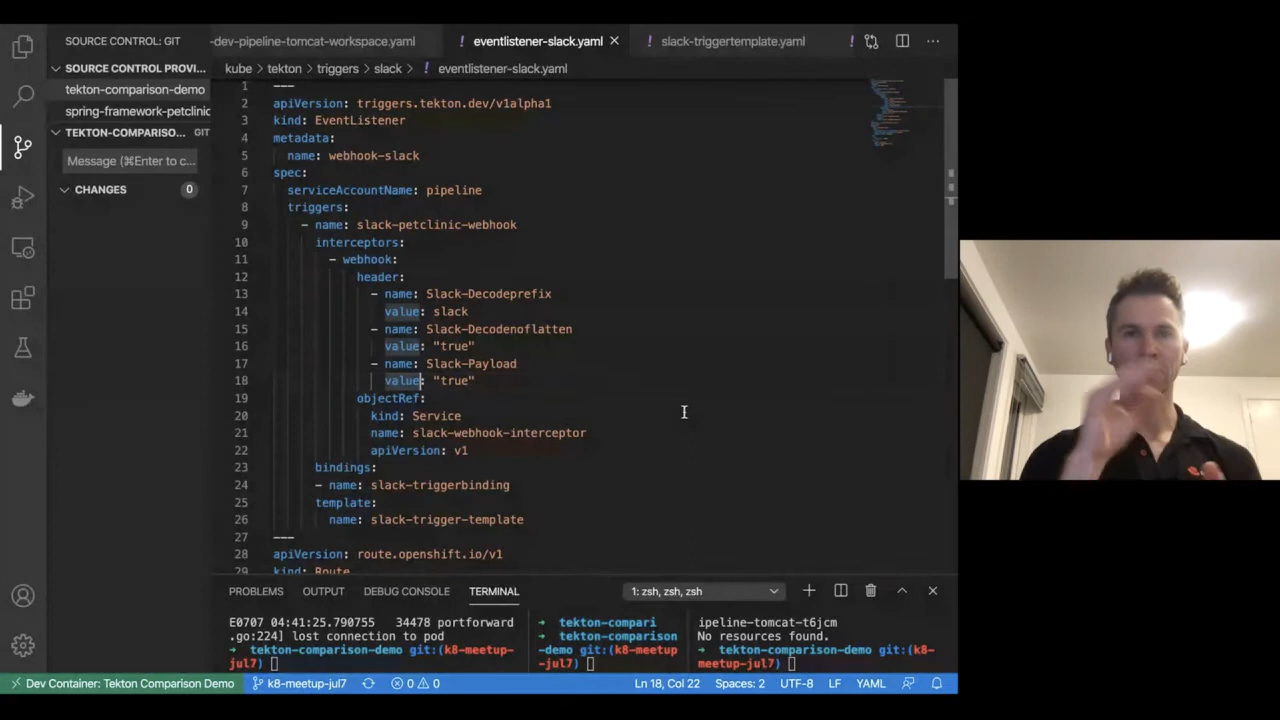 SOURCE CONTROL: GIT
-dev-pipeline-tomcat-workspace.yaml
! eventlistener-slack.yaml
! slack-triggertemplate.yaml
!
SOURCE CONTROL PROVI...
kube > tekton > triggers > slack > ! eventlistener-slack.yaml
tekton-comparison-demo
spring-framework-petclinic
TEKTON-COMPARISO... GIT
Message (⌘Enter to c...
CHANGES 0
1 ---
2 apiVersion: triggers.tekton.dev/v1alpha1
3 kind: EventListener
4 metadata:
5 name: webhook-slack
6 spec:
7 serviceAccountName: pipeline
8 triggers:
9 - name: slack-petclinic-webhook
10 interceptors:
11 - webhook:
12 header:
13 - name: Slack-Decodeprefix
14 value: slack
15 - name: Slack-Decodenoflatten
16 value: "true"
17 - name: Slack-Payload
18 value: "true"
19 objectRef:
20 kind: Service
21 name: slack-webhook-interceptor
22 apiVersion: v1
23 bindings:
24 - name: slack-triggerbinding
25 template:
26 name: slack-trigger-template
27 ---
28 apiVersion: route.openshift.io/v1
29 kind: Route
PROBLEMS OUTPUT DEBUG CONSOLE TERMINAL
1: zsh, zsh, zsh
E0707 04:41:25.790755 34478 portforward
.go:224] lost connection to pod
➜ tekton-comparison-demo git:(k8-meetup-
jul7)
➜ tekton-compari
➜ tekton-comparison
-demo git:(k8-meetup
-jul7)
ipeline-tomcat-t6jcm
No resources found.
➜ tekton-comparison-demo git:(k8-
meetup-jul7)
Dev Container: Tekton Comparison Demo
k8-meetup-jul7
0 0
Ln 18, Col 22
Spaces: 2
UTF-8
LF
YAML